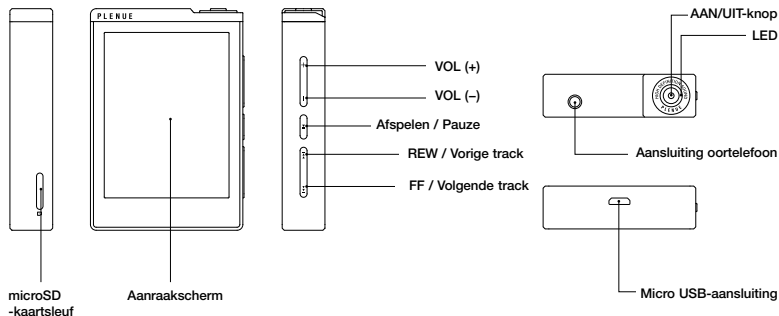 PLENUE
VOL (+)
VOL (–)
Afspelen / Pauze
REW / Vorige track
FF / Volgende track
microSD
-kaartsleuf
Aanraakscherm
AAN/UIT-knop
LED
PLENUE
Aansluiting oortelefoon
Micro USB-aansluiting